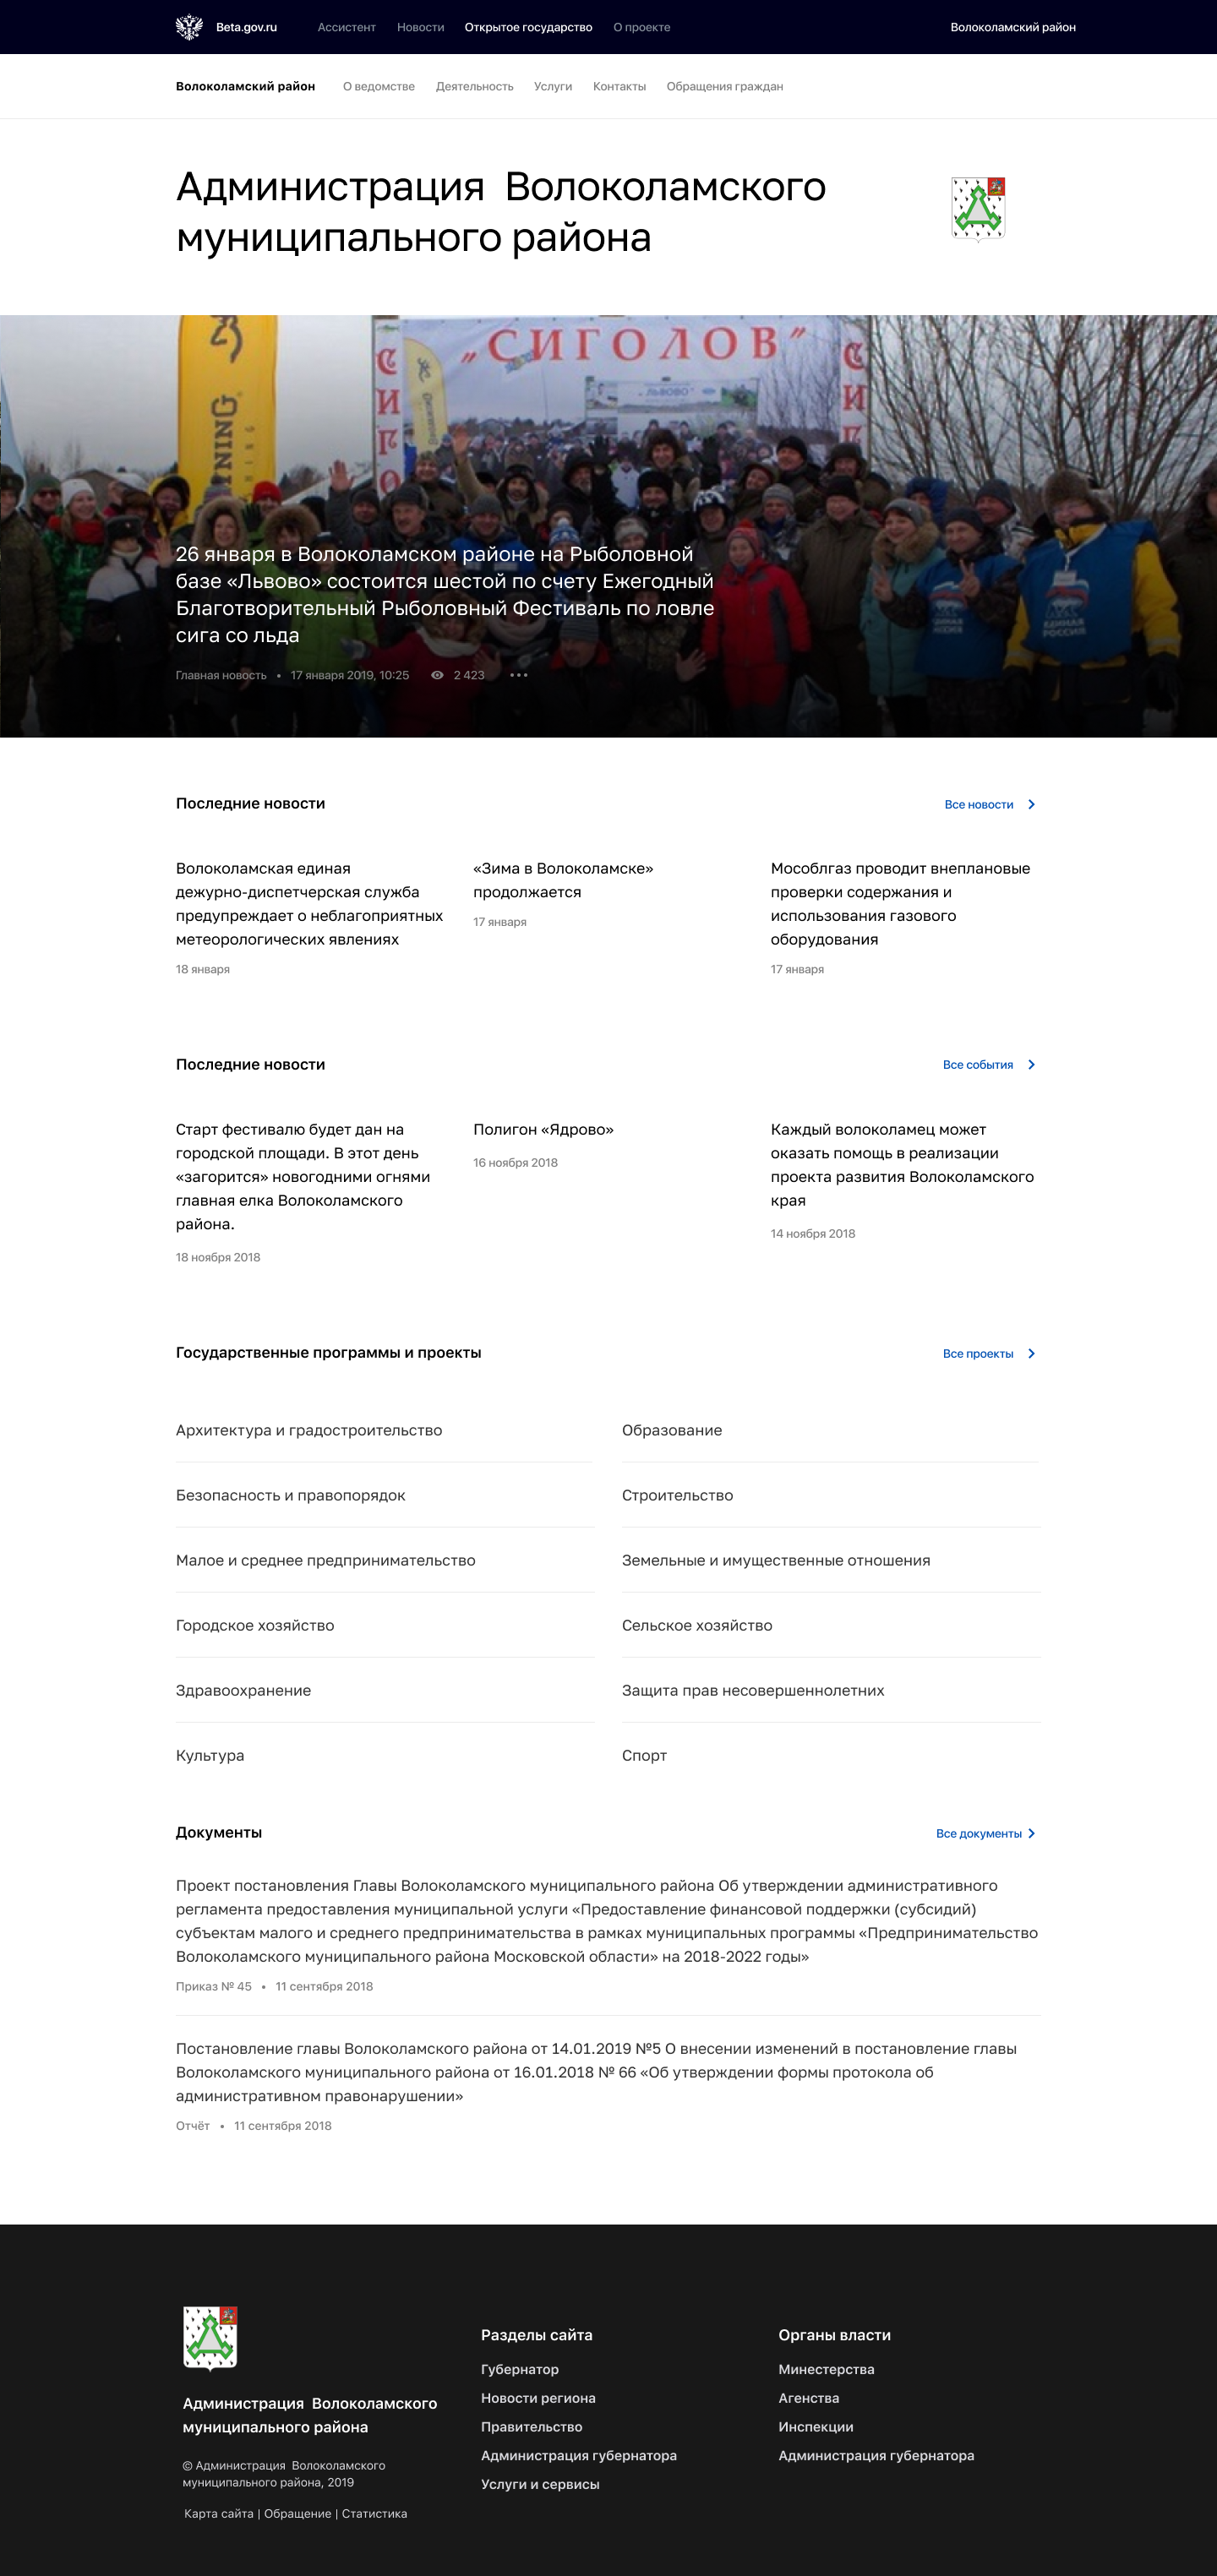 Beta.gov.ru Ассистент Новости Открытое государство О проекте Волоколамский район
Волоколамский район О ведомстве Деятельность Услуги Контакты Обращения граждан
Администрация Волоколамского
муниципального района
„СИГОЛОВ”
ЛЬВОВО
BROWNING
26 января в Волоколамском районе на Рыболовной
базе «Львово» состоится шестой по счету Ежегодный
Благотворительный Рыболовный Фестиваль по ловле
сига со льда
ЕДИНАЯ
РОССИЯ
Главная новость • 17 января 2019, 10:25 2 423
Последние новости Все новости
Волоколамская единая
дежурно-диспетчерская служба
предупреждает о неблагоприятных
метеорологических явлениях
18 января
«Зима в Волоколамске»
продолжается
17 января
Мособлгаз проводит внеплановые
проверки содержания и
использования газового
оборудования
17 января
Последние новости Все события
Старт фестивалю будет дан на
городской площади. В этот день
«загорится» новогодними огнями
главная елка Волоколамского
района.
18 ноября 2018
Полигон «Ядрово»
16 ноября 2018
Каждый волоколамец может
оказать помощь в реализации
проекта развития Волоколамского
края
14 ноября 2018
Государственные программы и проекты Все проекты
Архитектура и градостроительство Образование
Безопасность и правопорядок Строительство
Малое и среднее предпринимательство Земельные и имущественные отношения
Городское хозяйство Сельское хозяйство
Здравоохранение Защита прав несовершеннолетних
Культура Спорт
Документы Все документы
Проект постановления Главы Волоколамского муниципального района Об утверждении административного
регламента предоставления муниципальной услуги «Предоставление финансовой поддержки (субсидий)
субъектам малого и среднего предпринимательства в рамках муниципальных программы «Предпринимательство
Волоколамского муниципального района Московской области» на 2018-2022 годы»
Приказ № 45 • 11 сентября 2018
Постановление главы Волоколамского района от 14.01.2019 №5 О внесении изменений в постановление главы
Волоколамского муниципального района от 16.01.2018 № 66 «Об утверждении формы протокола об
административном правонарушении»
Отчёт • 11 сентября 2018
Администрация Волоколамского
муниципального района
© Администрация Волоколамского
муниципального района, 2019
Карта сайта | Обращение | Статистика
Разделы сайта
Губернатор
Новости региона
Правительство
Администрация губернатора
Услуги и сервисы
Органы власти
Минестерства
Агенства
Инспекции
Администрация губернатора